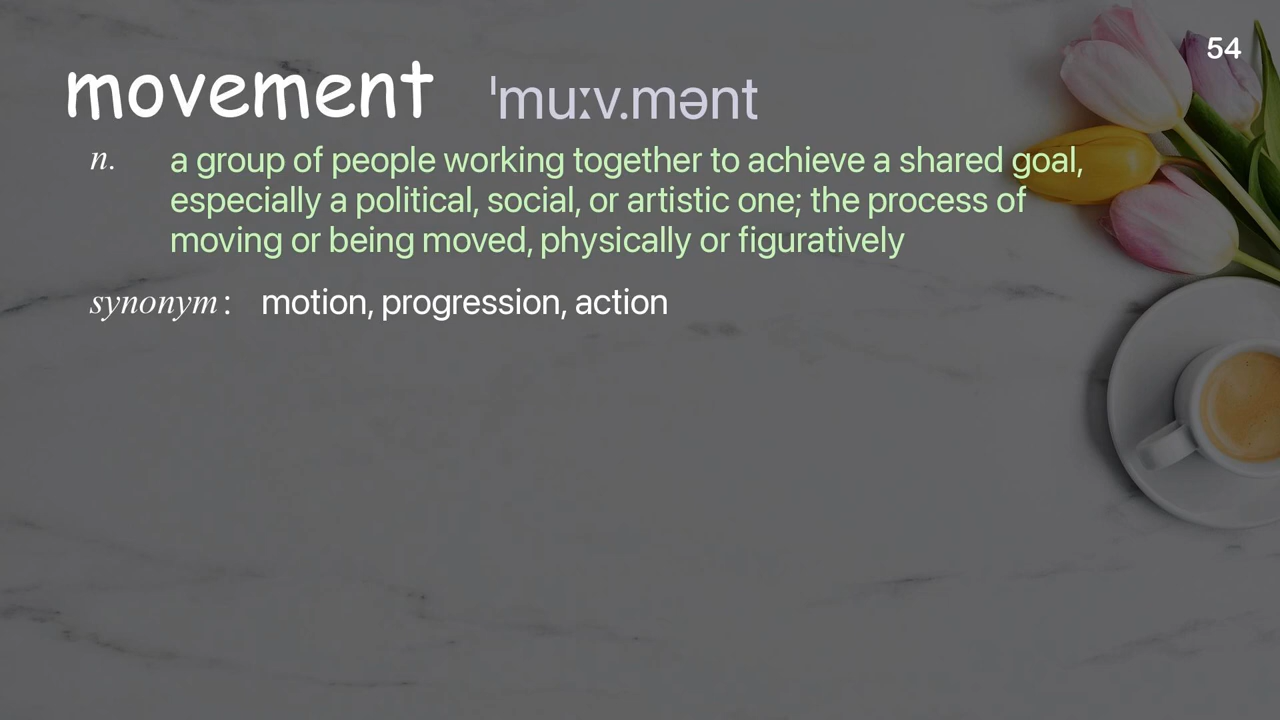 54
movement ˈmuːv.mənt
n. a group of people working together to achieve a shared goal,
especially a political, social, or artistic one; the process of
moving or being moved, physically or figuratively
synonym: motion, progression, action